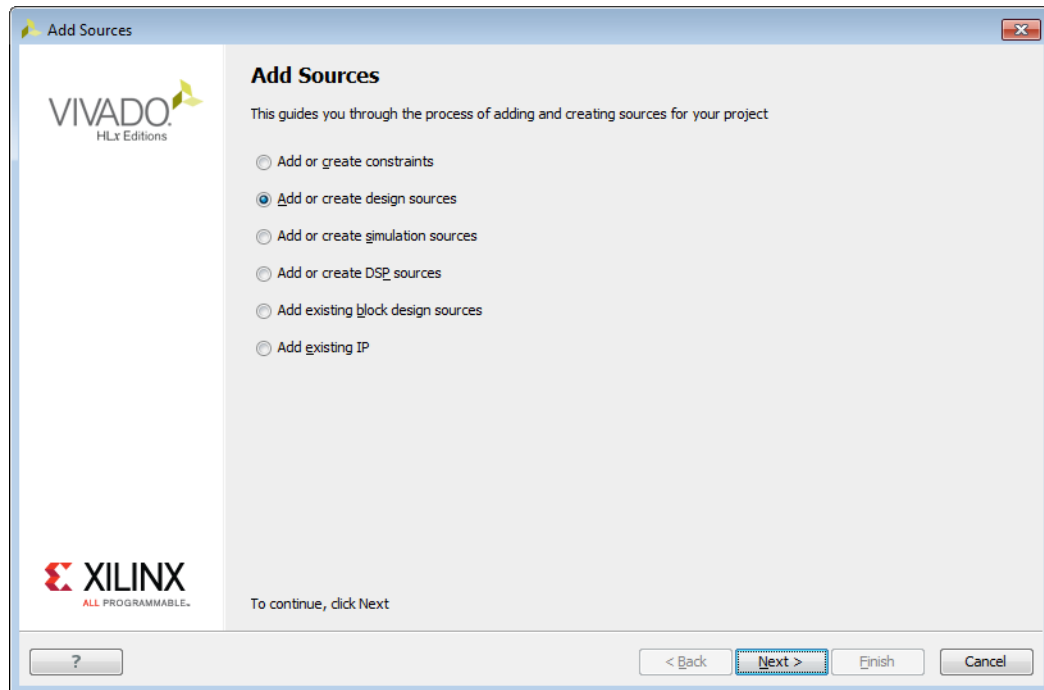 Add Sources
VIVADO.
HLx Editions
Add Sources
This guides you through the process of adding and creating sources for your project
Add or create constraints
Add or create design sources
Add or create simulation sources
Add or create DSP sources
Add existing block design sources
Add existing IP
XILINX
ALL PROGRAMMABLE.
To continue, click Next
?
< Back
Next >
Finish
Cancel